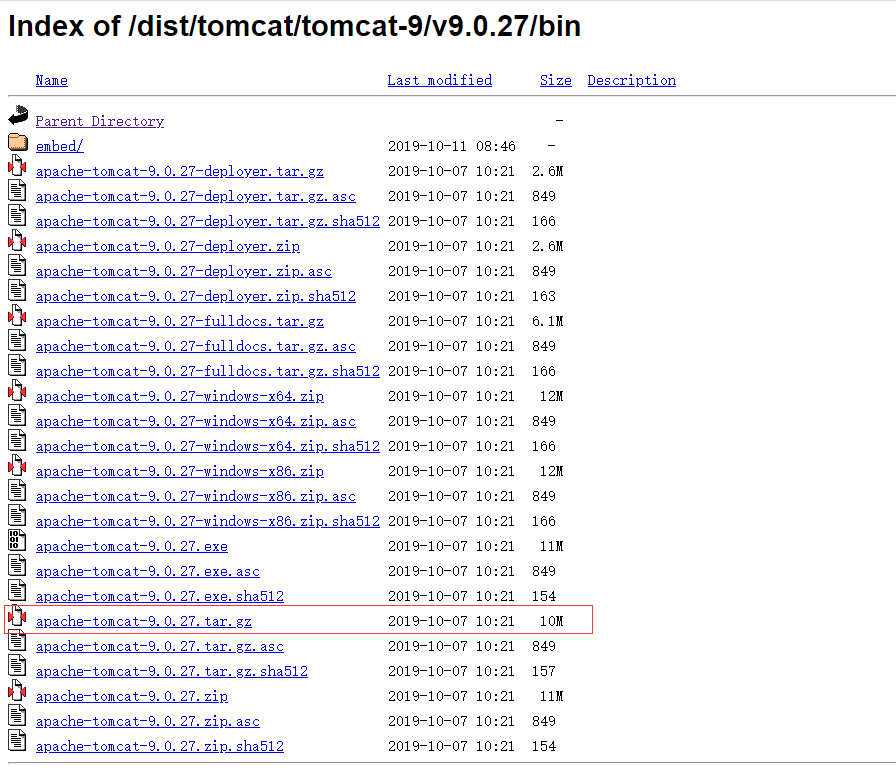 Index of /dist/tomcat/tomcat-9/v9.0.27/bin
Name Last modified Size Description
Parent Directory -
embed/ 2019-10-11 08:46 -
apache-tomcat-9.0.27-deployer.tar.gz 2019-10-07 10:21 2.6M
apache-tomcat-9.0.27-deployer.tar.gz.asc 2019-10-07 10:21 849
apache-tomcat-9.0.27-deployer.tar.gz.sha512 2019-10-07 10:21 166
apache-tomcat-9.0.27-deployer.zip 2019-10-07 10:21 2.6M
apache-tomcat-9.0.27-deployer.zip.asc 2019-10-07 10:21 849
apache-tomcat-9.0.27-deployer.zip.sha512 2019-10-07 10:21 163
apache-tomcat-9.0.27-fulldocs.tar.gz 2019-10-07 10:21 6.1M
apache-tomcat-9.0.27-fulldocs.tar.gz.asc 2019-10-07 10:21 849
apache-tomcat-9.0.27-fulldocs.tar.gz.sha512 2019-10-07 10:21 166
apache-tomcat-9.0.27-windows-x64.zip 2019-10-07 10:21 12M
apache-tomcat-9.0.27-windows-x64.zip.asc 2019-10-07 10:21 849
apache-tomcat-9.0.27-windows-x64.zip.sha512 2019-10-07 10:21 166
apache-tomcat-9.0.27-windows-x86.zip 2019-10-07 10:21 12M
apache-tomcat-9.0.27-windows-x86.zip.asc 2019-10-07 10:21 849
apache-tomcat-9.0.27-windows-x86.zip.sha512 2019-10-07 10:21 166
apache-tomcat-9.0.27.exe 2019-10-07 10:21 11M
apache-tomcat-9.0.27.exe.asc 2019-10-07 10:21 849
apache-tomcat-9.0.27.exe.sha512 2019-10-07 10:21 154
apache-tomcat-9.0.27.tar.gz 2019-10-07 10:21 10M
apache-tomcat-9.0.27.tar.gz.asc 2019-10-07 10:21 849
apache-tomcat-9.0.27.tar.gz.sha512 2019-10-07 10:21 157
apache-tomcat-9.0.27.zip 2019-10-07 10:21 11M
apache-tomcat-9.0.27.zip.asc 2019-10-07 10:21 849
apache-tomcat-9.0.27.zip.sha512 2019-10-07 10:21 154